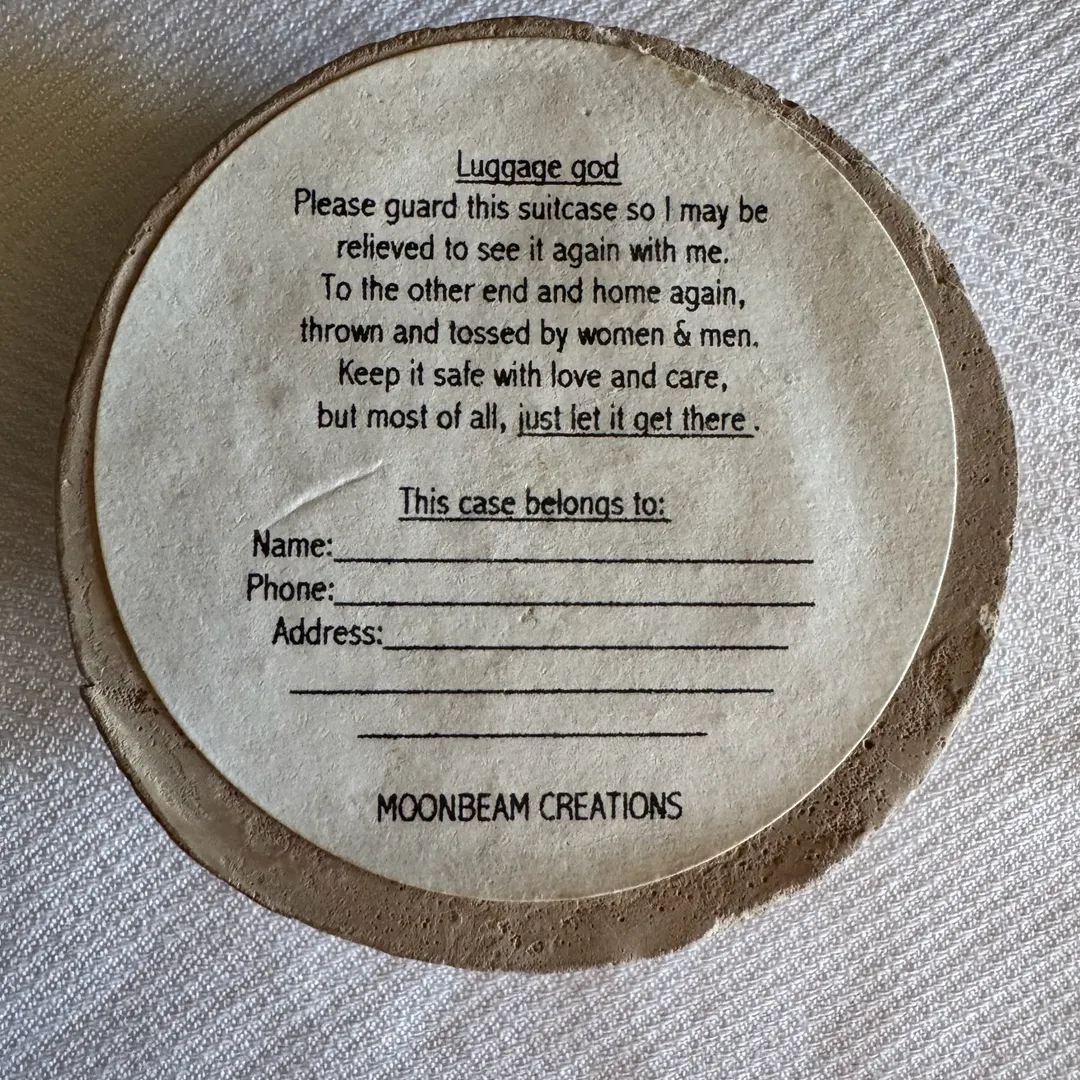 Luggage god
Please guard this suitcase so I may be
relieved to see it again with me.
To the other end and home again,
thrown and tossed by women & men.
Keep it safe with love and care,
but most of all, just let it get there.
This case belongs to:
Name:
Phone:
Address:
MOONBEAM CREATIONS